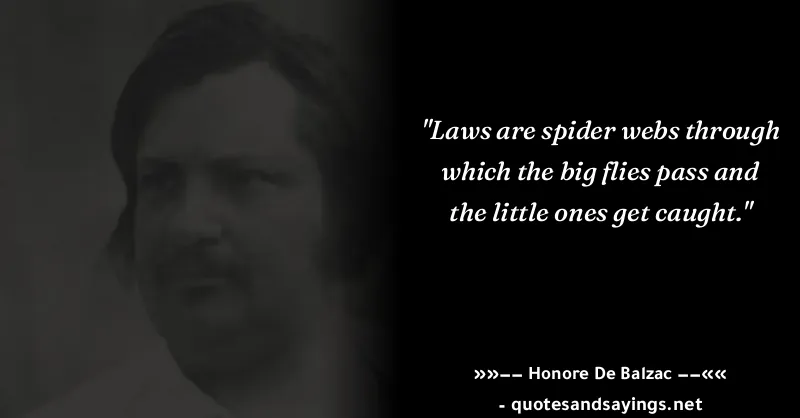 "Laws are spider webs through
which the big flies pass and
the little ones get caught."
»»−− Honore De Balzac −−««
- quotesandsayings.net